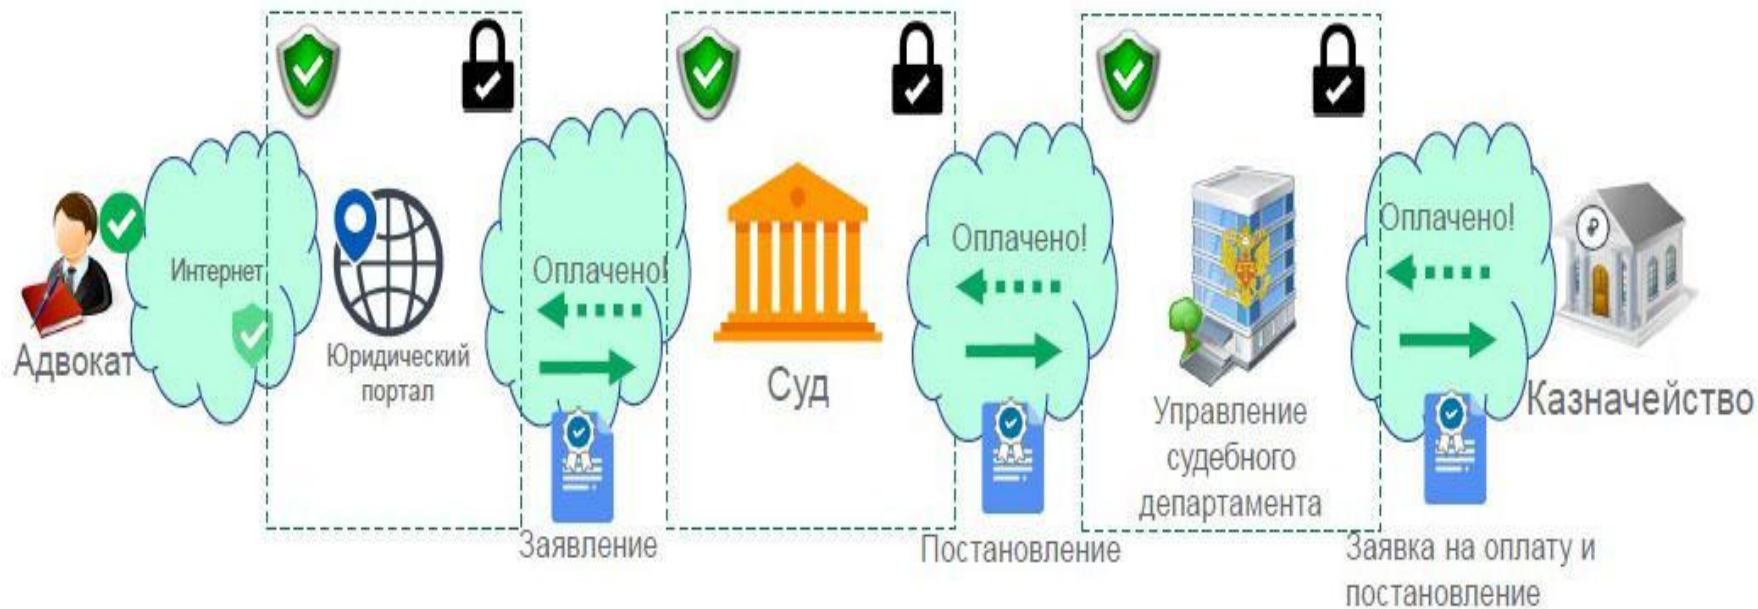 Адвокат
Интернет
Юридический
портал
Оплачено!
Заявление
Суд
Оплачено!
Постановление
Управление
судебного
департамента
Оплачено!
Заявка на оплату и
постановление
₽
Казначейство